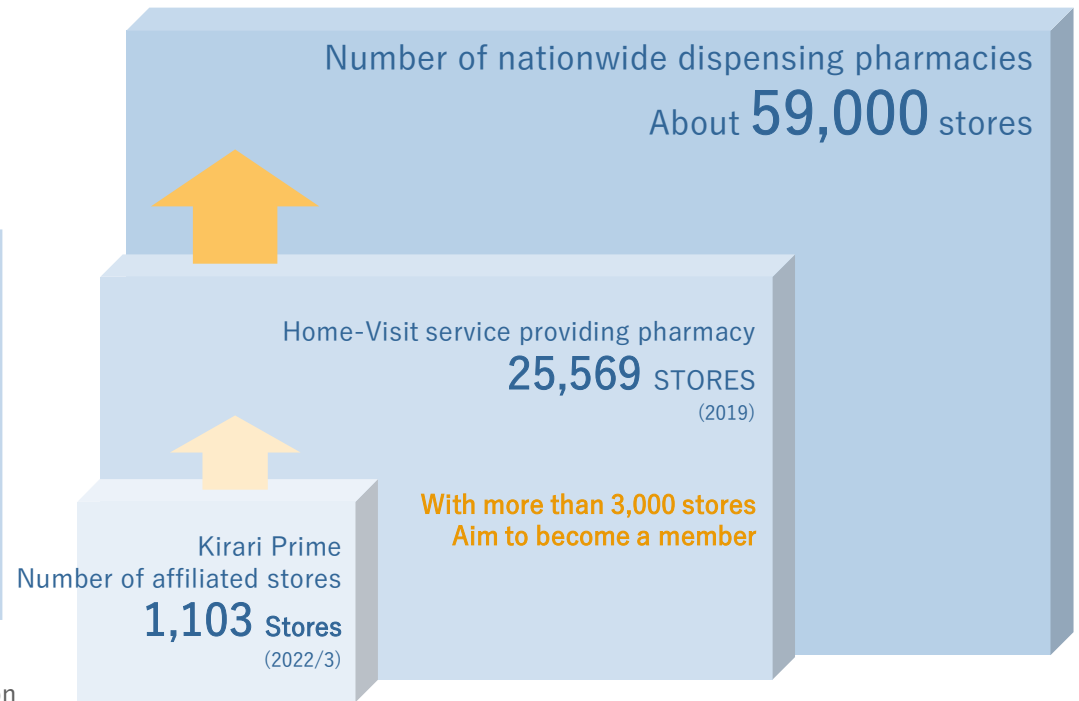 Number of nationwide dispensing pharmacies
About 59,000 stores
Home-Visit service providing pharmacy
25,569 STORES
(2019)
With more than 3,000 stores
Aim to become a member
Kirari Prime
Number of affiliated stores
1,103 Stores
(2022/3)